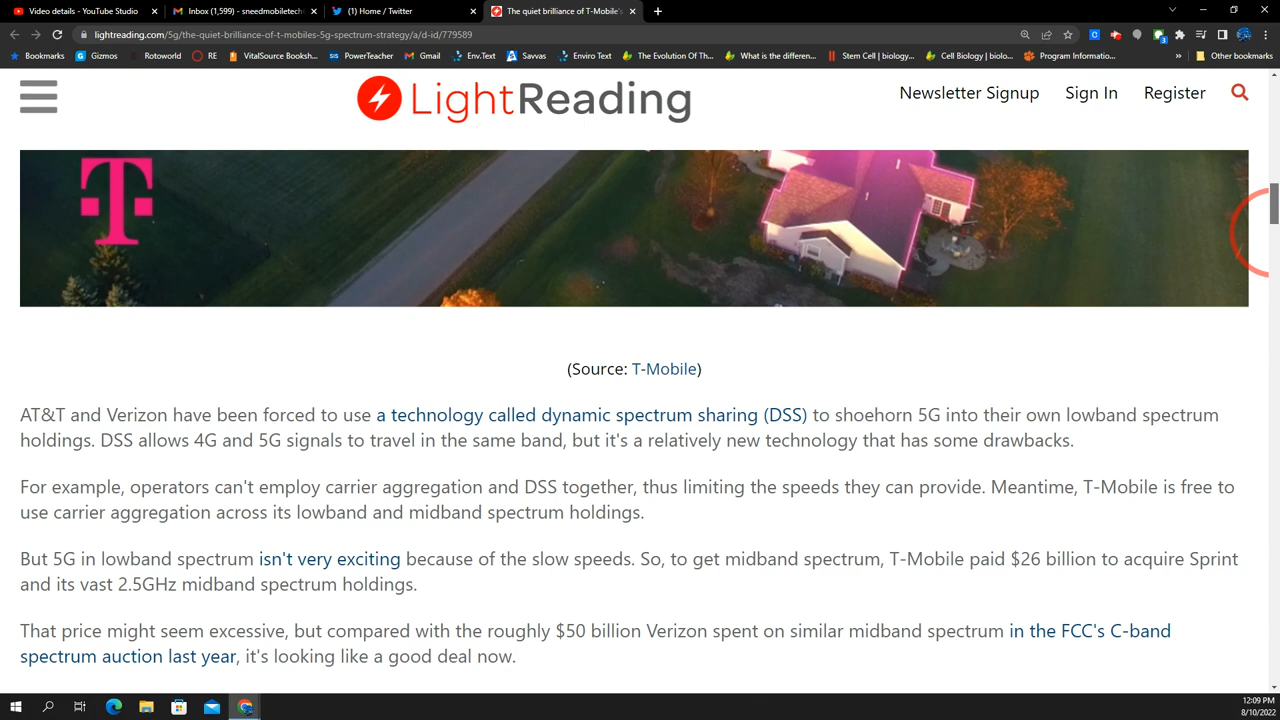 Video details - YouTube Studio
Inbox (1,599) - sneedmobiletech
(1) Home / Twitter
The quiet brilliance of T-Mobile's
lightreading.com/5g/the-quiet-brilliance-of-t-mobiles-5g-spectrum-strategy/a/d-id/779589
Bookmarks Gizmos Rotoworld RE VitalSource Booksh... PowerTeacher Gmail Env.Text Savvas Enviro Text The Evolution Of Th... What is the differen... Stem Cell | biology... Cell Biology | biolo... Program Informatio... » Other bookmarks
LightReading
Newsletter Signup Sign In Register
T
(Source: T-Mobile)
AT&T and Verizon have been forced to use a technology called dynamic spectrum sharing (DSS) to shoehorn 5G into their own lowband spectrum
holdings. DSS allows 4G and 5G signals to travel in the same band, but it's a relatively new technology that has some drawbacks.
For example, operators can't employ carrier aggregation and DSS together, thus limiting the speeds they can provide. Meantime, T-Mobile is free to
use carrier aggregation across its lowband and midband spectrum holdings.
But 5G in lowband spectrum isn't very exciting because of the slow speeds. So, to get midband spectrum, T-Mobile paid $26 billion to acquire Sprint
and its vast 2.5GHz midband spectrum holdings.
That price might seem excessive, but compared with the roughly $50 billion Verizon spent on similar midband spectrum in the FCC's C-band
spectrum auction last year, it's looking like a good deal now.
12:09 PM
8/10/2022